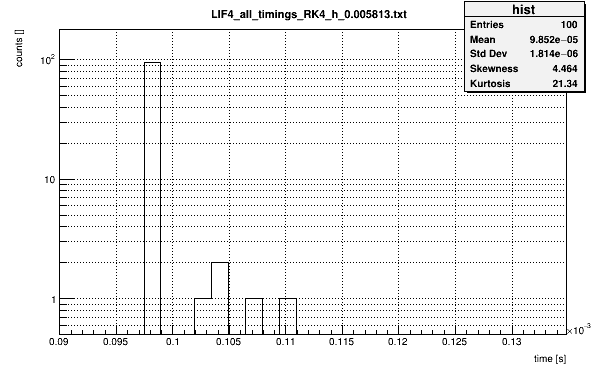 LIF4_all_timings_RK4_h_0.005813.txt
hist
Entries 100
Mean 9.852e−05
Std Dev 1.814e−06
Skewness 4.464
Kurtosis 21.34
counts []
10²
10
1
0.09 0.095 0.1 0.105 0.11 0.115 0.12 0.125 0.13
×10⁻³
time [s]